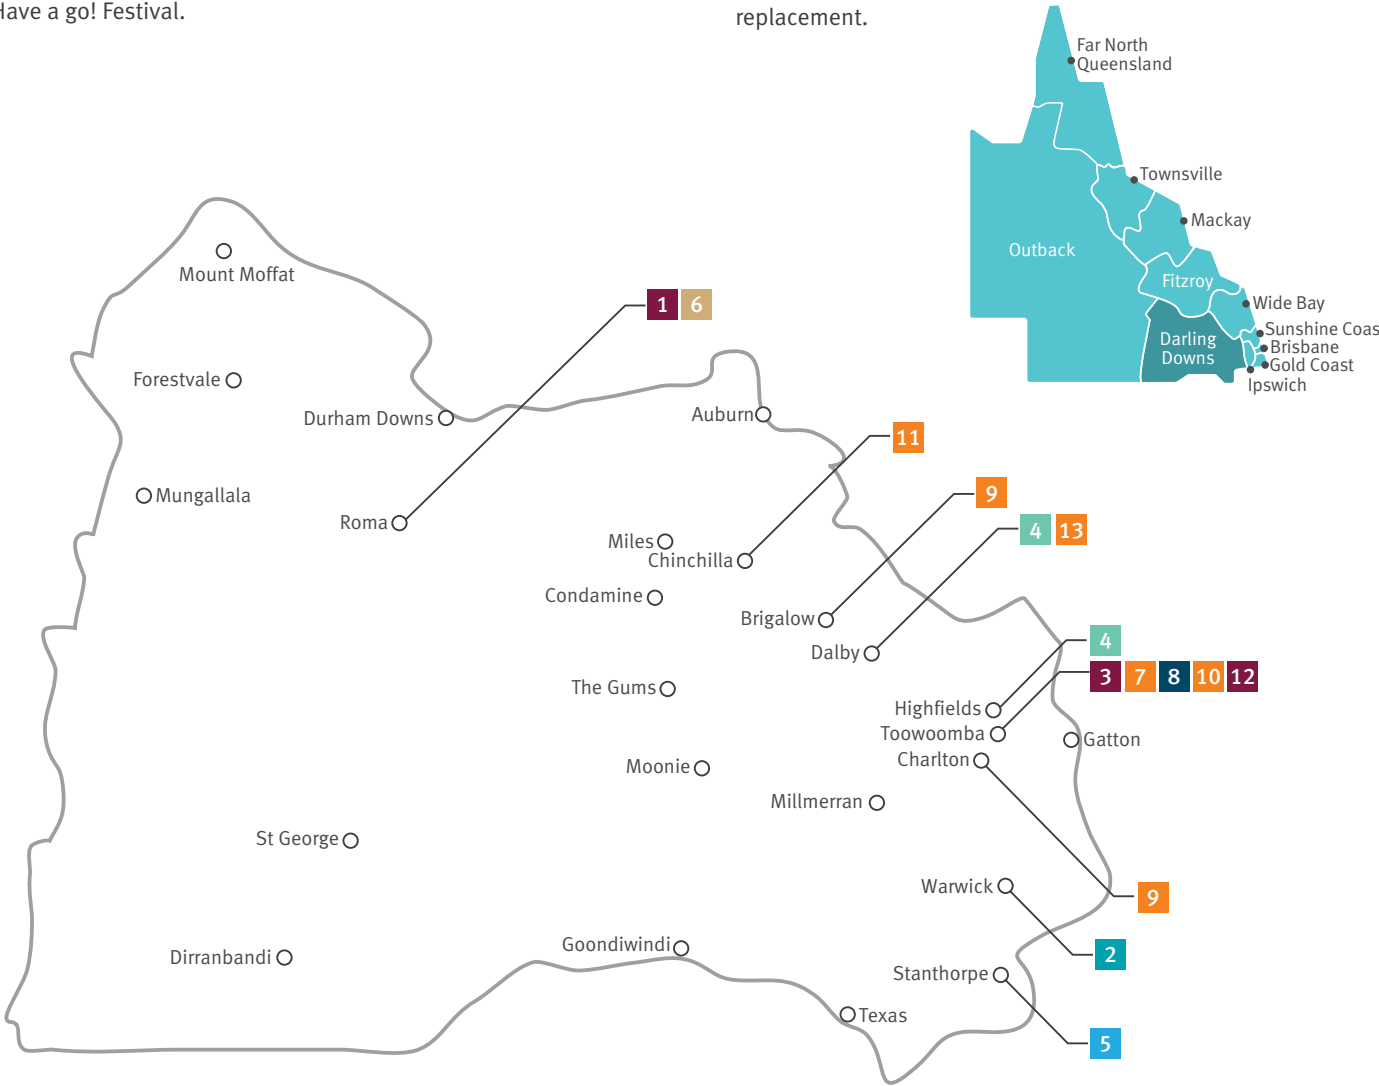 Have a go! Festival.
replacement.
Far North
Queensland
Townsville
Mackay
Outback
Fitzroy
Wide Bay
Darling
Downs
Sunshine Coas
Brisbane
Gold Coast
Ipswich
Mount Moffat
1 6
Forestvale
Durham Downs
Auburn
11
Mungallala
9
Roma
4 13
Miles
Chinchilla
Condamine
Brigalow
Dalby
4
3 7 8 10 12
The Gums
Highfields
Toowoomba
Gatton
Charlton
Moonie
Millmerran
St George
Warwick
9
Goondiwindi
2
Dirranbandi
Stanthorpe
Texas
5